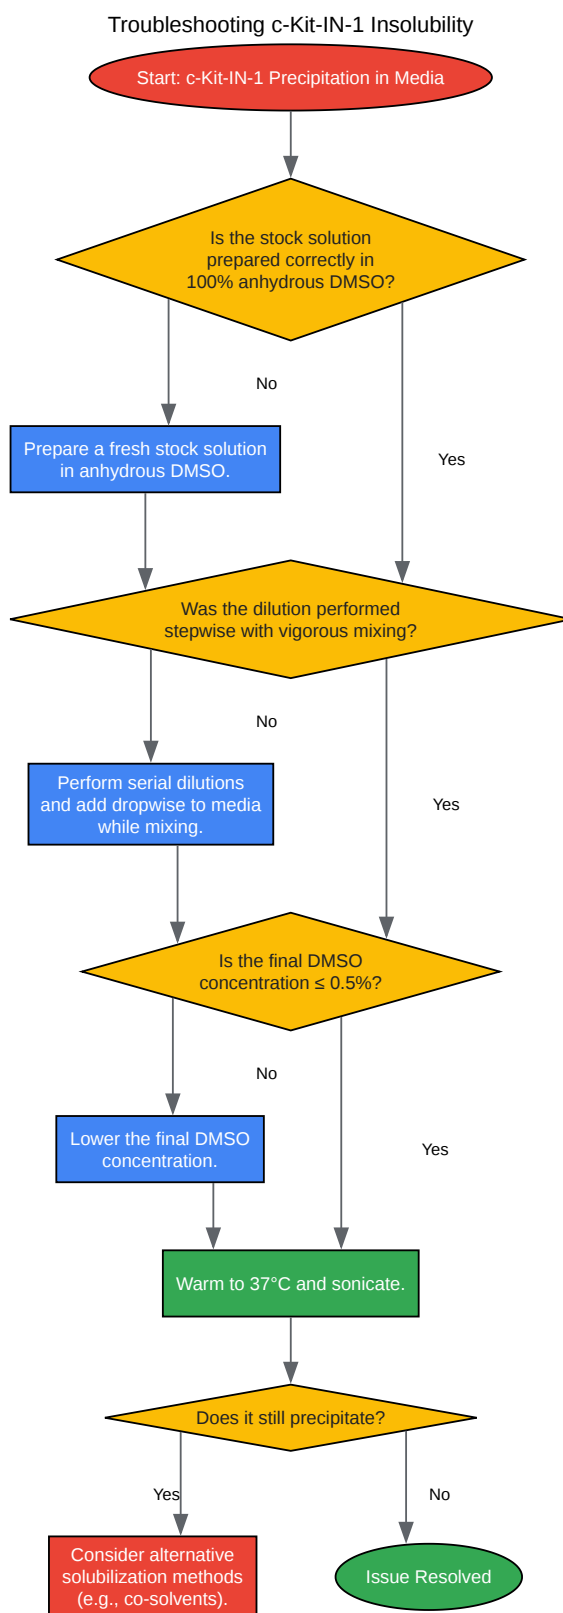 Troubleshooting c-Kit-IN-1 Insolubility
Start: c-Kit-IN-1 Precipitation in Media
Is the stock solution
prepared correctly in
100% anhydrous DMSO?
No
Prepare a fresh stock solution
in anhydrous DMSO.
Yes
Was the dilution performed
stepwise with vigorous mixing?
No
Perform serial dilutions
and add dropwise to media
while mixing.
Yes
Is the final DMSO
concentration ≤ 0.5%?
No
Lower the final DMSO
concentration.
Yes
Warm to 37°C and sonicate.
Does it still precipitate?
Yes
No
Consider alternative
solubilization methods
(e.g., co-solvents).
Issue Resolved